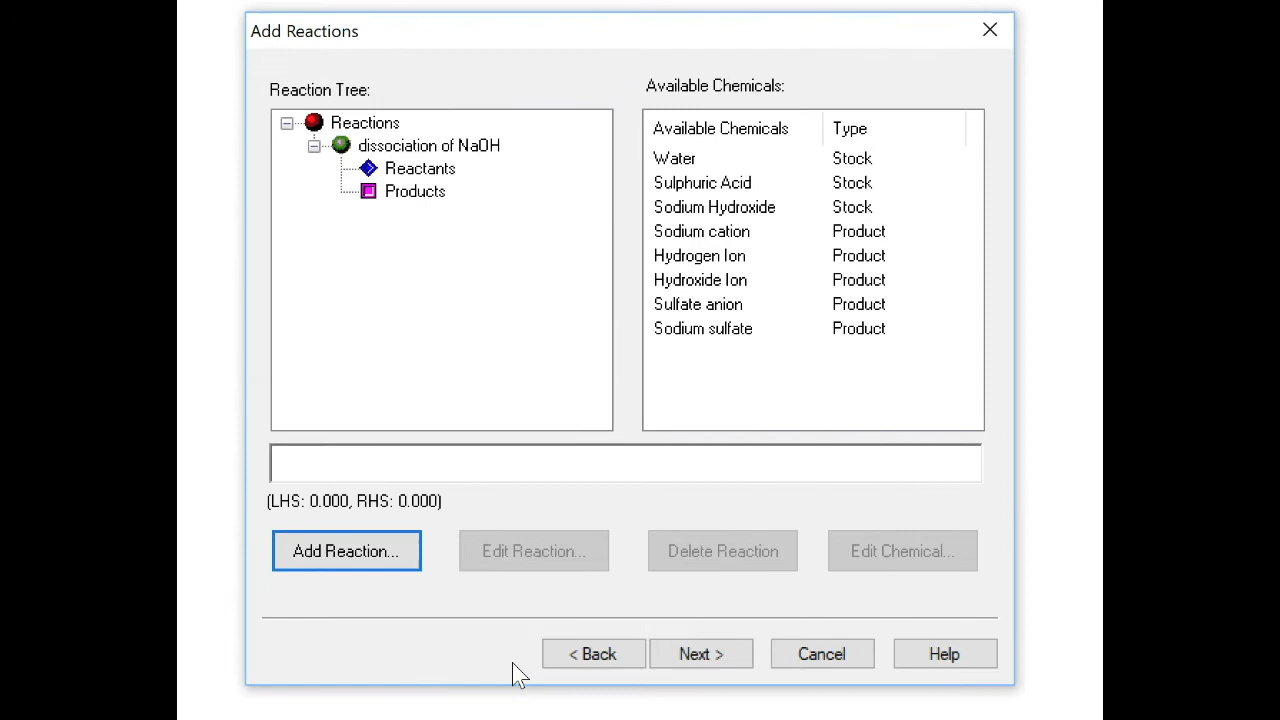 Add Reactions
Reaction Tree:
Available Chemicals:
Reactions
dissociation of NaOH
Reactants
Products
Available Chemicals Type
Water Stock
Sulphuric Acid Stock
Sodium Hydroxide Stock
Sodium cation Product
Hydrogen Ion Product
Hydroxide Ion Product
Sulfate anion Product
Sodium sulfate Product
(LHS: 0.000, RHS: 0.000)
Add Reaction... Edit Reaction... Delete Reaction Edit Chemical...
< Back Next > Cancel Help